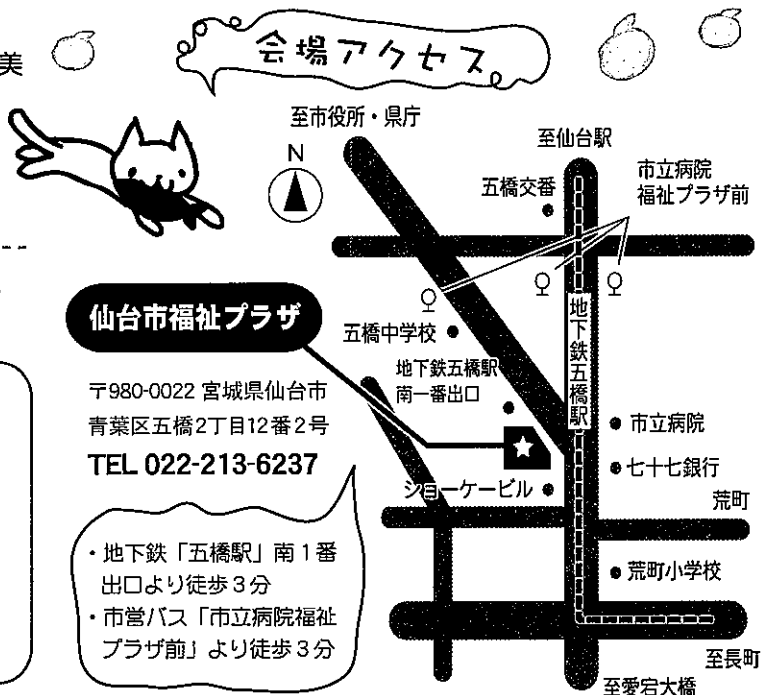 美
会場アクセス
至市役所・県庁
N
至仙台駅
五橋交番
市立病院
福祉プラザ前
仙台市福祉プラザ
五橋中学校
地下鉄五橋駅
地下鉄五橋駅
南一番出口
〒980-0022 宮城県仙台市
青葉区五橋2丁目12番2号
TEL 022-213-6237
市立病院
七十七銀行
ショーケービル
荒町
・地下鉄「五橋駅」南1番
出口より徒歩3分
・市営バス「市立病院福祉
プラザ前」より徒歩3分
荒町小学校
至長町
至愛宕大橋